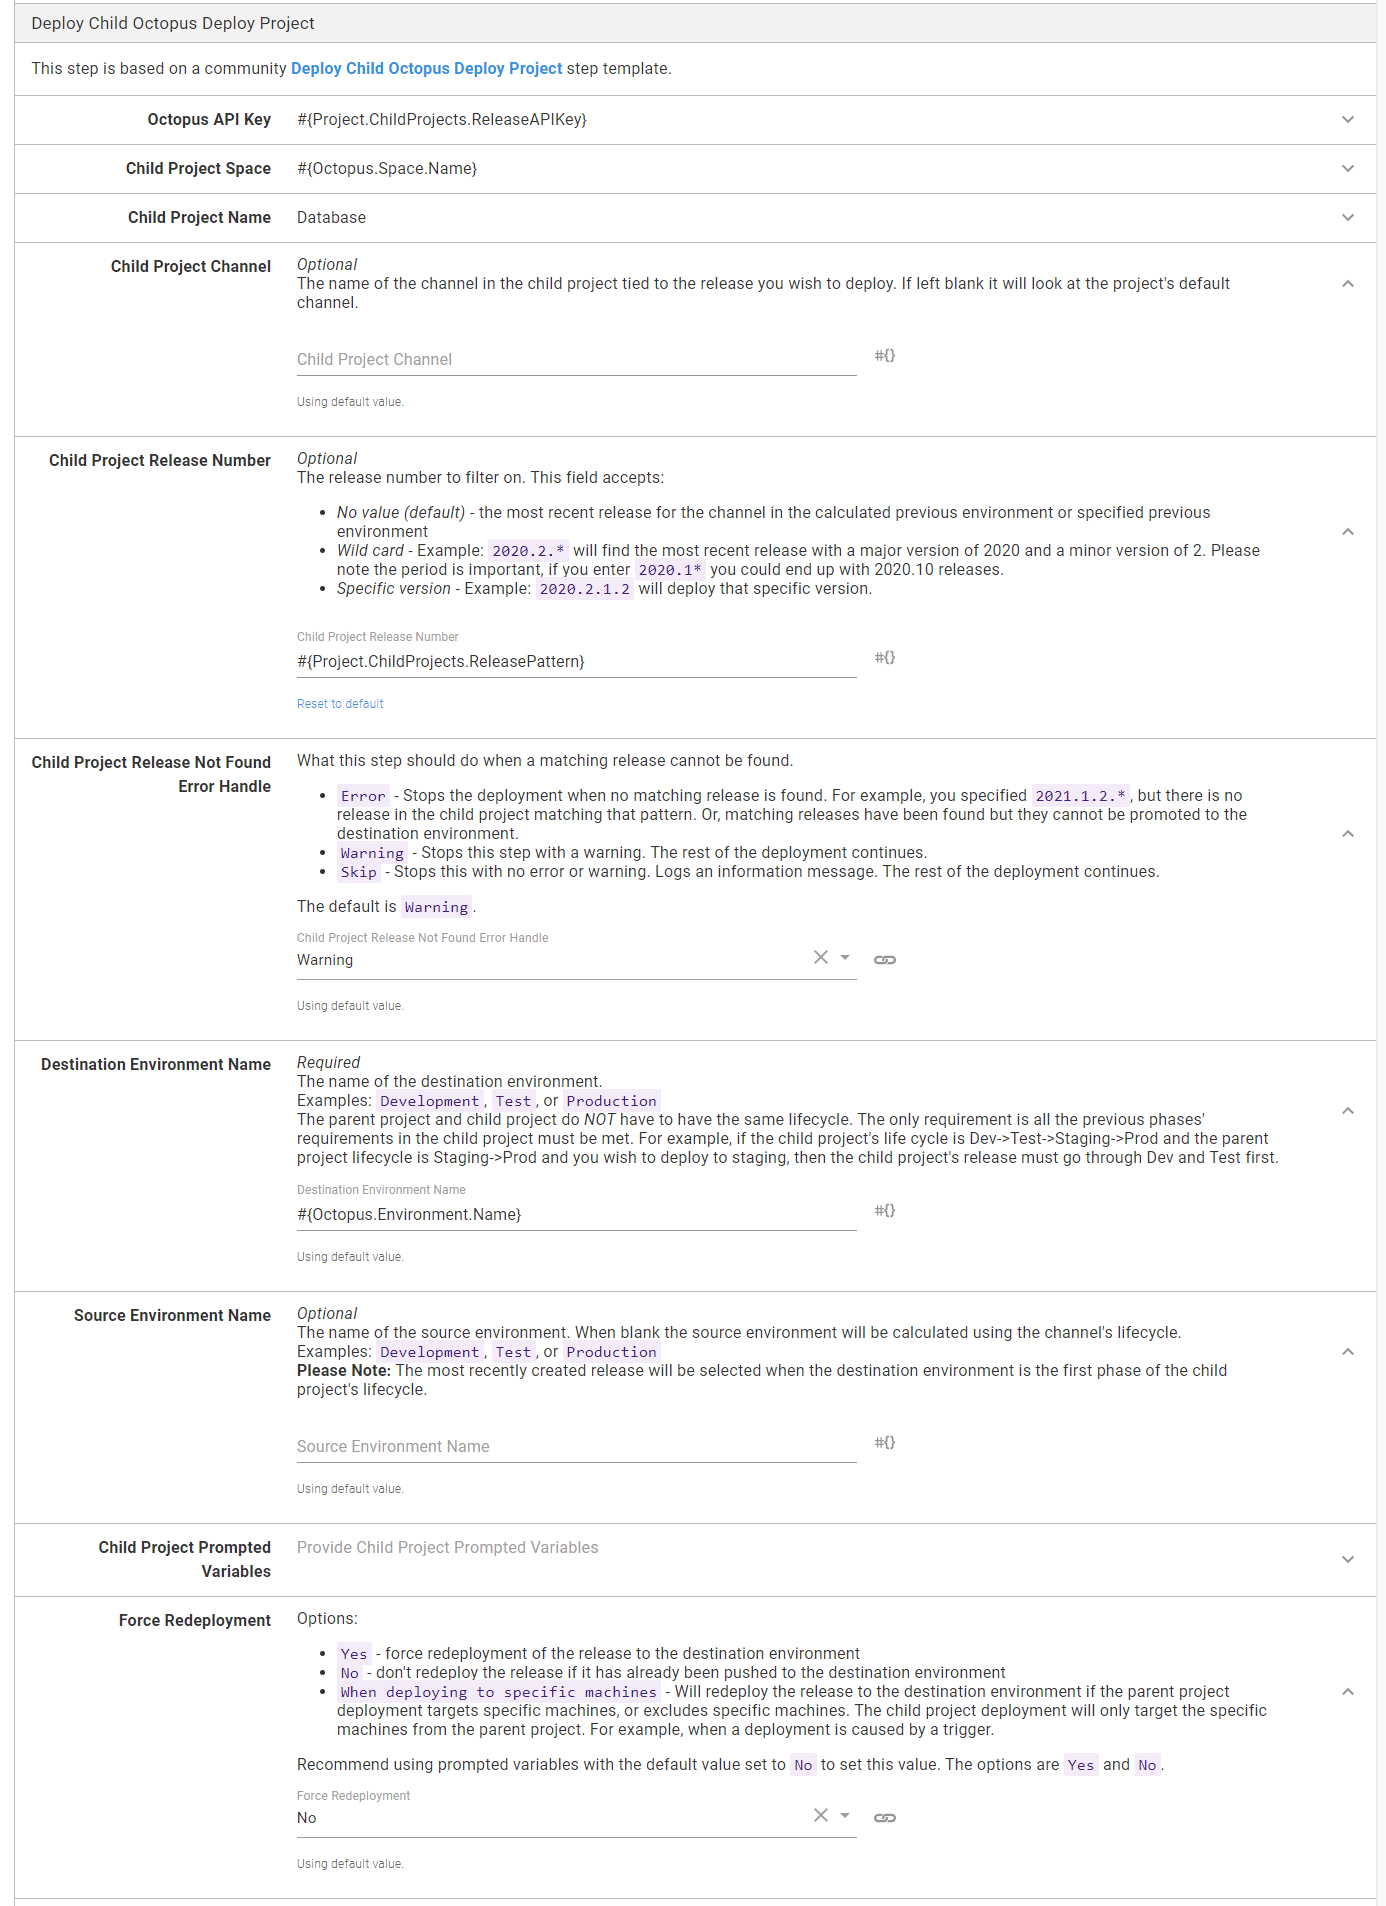 Deploy Child Octopus Deploy Project
This step is based on a community Deploy Child Octopus Deploy Project step template.
Octopus API Key
#{Project.ChildProjects.ReleaseAPIKey}
Child Project Space
#{Octopus.Space.Name}
Child Project Name
Database
Child Project Channel
Optional
The name of the channel in the child project tied to the release you wish to deploy. If left blank it will look at the project's default
channel.
Child Project Channel
#{}
Using default value.
Child Project Release Number
Optional
The release number to filter on. This field accepts:
• No value (default) - the most recent release for the channel in the calculated previous environment or specified previous
environment
• Wild card - Example: 2020.2.* will find the most recent release with a major version of 2020 and a minor version of 2. Please
note the period is important, if you enter 2020.1* you could end up with 2020.10 releases.
• Specific version - Example: 2020.2.1.2 will deploy that specific version.
Child Project Release Number
#{Project.ChildProjects.ReleasePattern}
#{}
Reset to default
Child Project Release Not Found
Error Handle
What this step should do when a matching release cannot be found.
• Error - Stops the deployment when no matching release is found. For example, you specified 2021.1.2.*, but there is no
release in the child project matching that pattern. Or, matching releases have been found but they cannot be promoted to the
destination environment.
• Warning - Stops this step with a warning. The rest of the deployment continues.
• Skip - Stops this with no error or warning. Logs an information message. The rest of the deployment continues.
The default is Warning.
Child Project Release Not Found Error Handle
Warning
Using default value.
Destination Environment Name
Required
The name of the destination environment.
Examples: Development, Test, or Production
The parent project and child project do NOT have to have the same lifecycle. The only requirement is all the previous phases'
requirements in the child project must be met. For example, if the child project's life cycle is Dev->Test->Staging->Prod and the parent
project lifecycle is Staging->Prod and you wish to deploy to staging, then the child project's release must go through Dev and Test first.
Destination Environment Name
#{Octopus.Environment.Name}
#{}
Using default value.
Source Environment Name
Optional
The name of the source environment. When blank the source environment will be calculated using the channel's lifecycle.
Examples: Development, Test, or Production
Please Note: The most recently created release will be selected when the destination environment is the first phase of the child
project's lifecycle.
Source Environment Name
#{}
Using default value.
Child Project Prompted
Variables
Provide Child Project Prompted Variables
Force Redeployment
Options:
• Yes - force redeployment of the release to the destination environment
• No - don't redeploy the release if it has already been pushed to the destination environment
• When deploying to specific machines - Will redeploy the release to the destination environment if the parent project
deployment targets specific machines, or excludes specific machines. The child project deployment will only target the specific
machines from the parent project. For example, when a deployment is caused by a trigger.
Recommend using prompted variables with the default value set to No to set this value. The options are Yes and No.
Force Redeployment
No
Using default value.